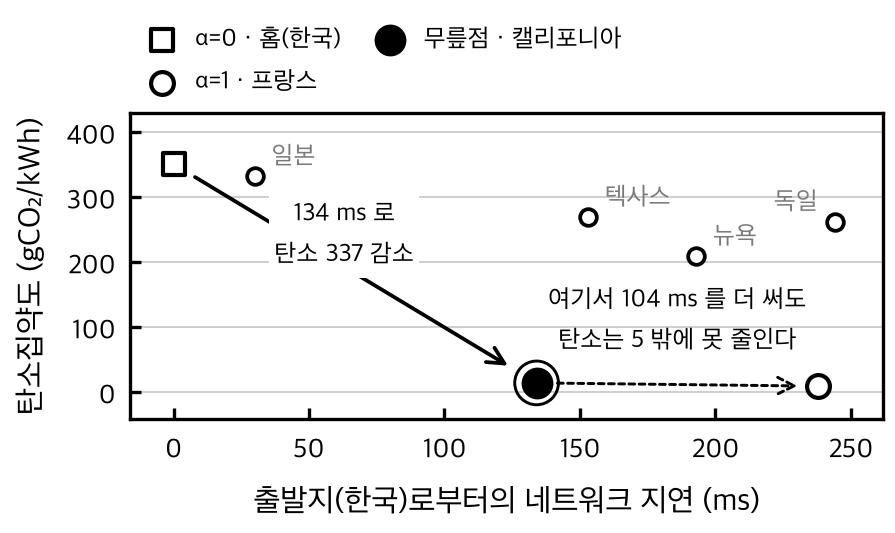 α=0 · 홈(한국)
무릎점 · 캘리포니아
α=1 · 프랑스
탄소집약도 (gCO₂/kWh)
400
300
200
100
0
일본
134 ms 로
탄소 337 감소
텍사스
독일
뉴욕
여기서 104 ms 를 더 써도
탄소는 5 밖에 못 줄인다
0
50
100
150
200
250
출발지(한국)로부터의 네트워크 지연 (ms)